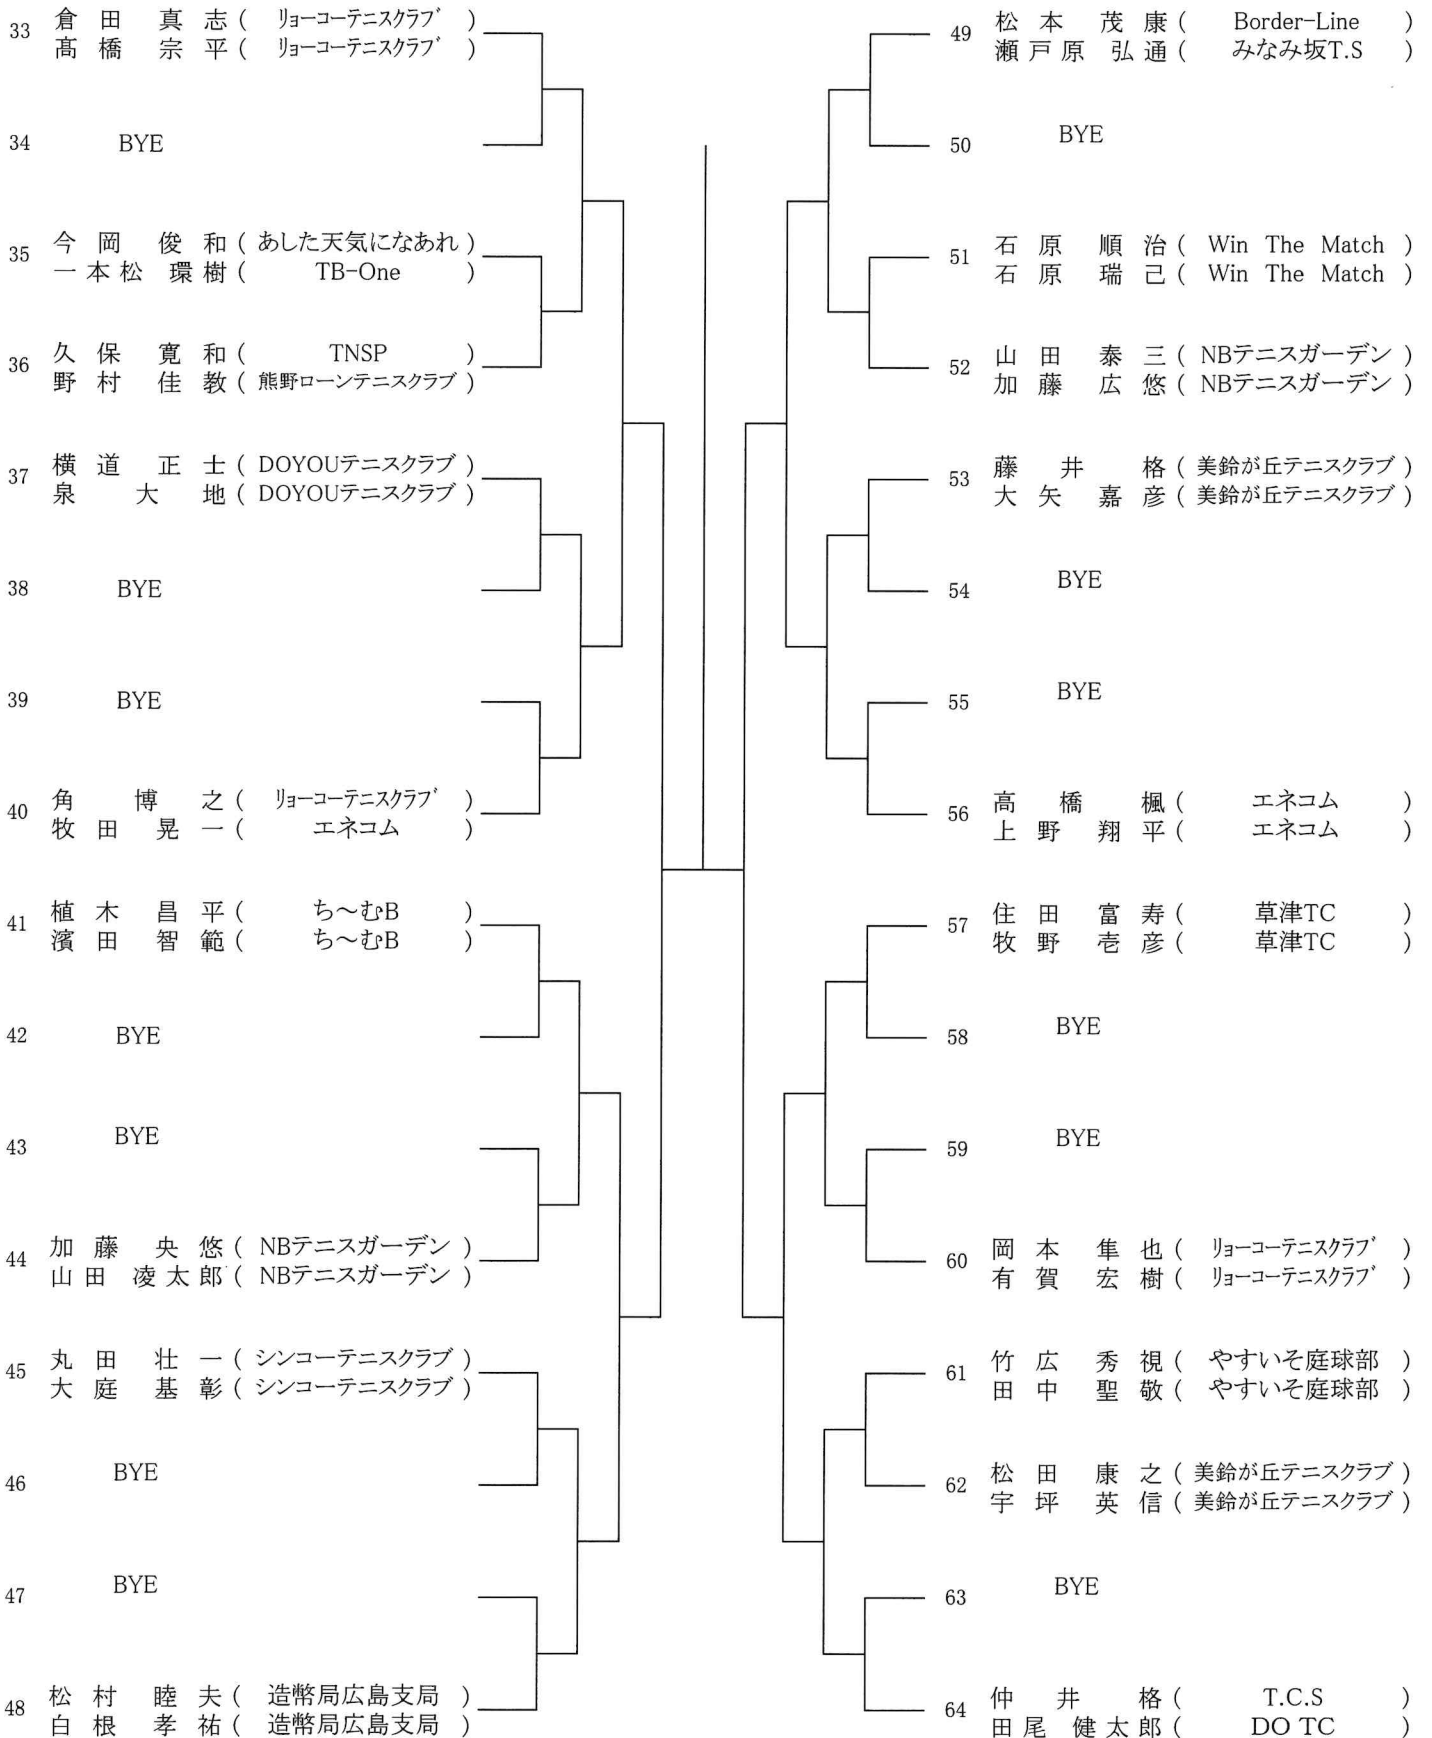 33 倉田 真志 ( ﾘｮｰｺｰﾃﾆｽｸﾗﾌﾞ )
髙橋 宗平 ( ﾘｮｰｺｰﾃﾆｽｸﾗﾌﾞ )
34 BYE
35 今岡 俊和 ( あした天気になあれ )
一本松 環樹 ( TB-One )
36 久保 寛和 ( TNSP )
野村 佳教 ( 熊野ローンテニスクラブ )
37 横道 正士 ( DOYOUテニスクラブ )
泉 大地 ( DOYOUテニスクラブ )
38 BYE
39 BYE
40 角 博之 ( ﾘｮｰｺｰﾃﾆｽｸﾗﾌﾞ )
牧田 晃一 ( エネコム )
41 植木 昌平 ( ち～むB )
濱田 智範 ( ち～むB )
42 BYE
43 BYE
44 加藤 央悠 ( NBテニスガーデン )
山田 凌太郎 ( NBテニスガーデン )
45 丸田 壮一 ( シンコーテニスクラブ )
大庭 基彰 ( シンコーテニスクラブ )
46 BYE
47 BYE
48 松村 睦夫 ( 造幣局広島支局 )
白根 孝祐 ( 造幣局広島支局 )
49 松本 茂康 ( Border-Line )
瀬戸原 弘通 ( みなみ坂T.S )
50 BYE
51 石原 順治 ( Win The Match )
石原 瑞己 ( Win The Match )
52 山田 泰三 ( NBテニスガーデン )
加藤 広悠 ( NBテニスガーデン )
53 藤井 格 ( 美鈴が丘テニスクラブ )
大矢 嘉彦 ( 美鈴が丘テニスクラブ )
54 BYE
55 BYE
56 高橋 楓 ( エネコム )
上野 翔平 ( エネコム )
57 住田 富寿 ( 草津TC )
牧野 壱彦 ( 草津TC )
58 BYE
59 BYE
60 岡本 隼也 ( ﾘｮｰｺｰﾃﾆｽｸﾗﾌﾞ )
有賀 宏樹 ( ﾘｮｰｺｰﾃﾆｽｸﾗﾌﾞ )
61 竹広 秀視 ( やすいそ庭球部 )
田中 聖敬 ( やすいそ庭球部 )
62 松田 康之 ( 美鈴が丘テニスクラブ )
宇坪 英信 ( 美鈴が丘テニスクラブ )
63 BYE
64 仲井 格 ( T.C.S )
田尾 健太郎 ( DO TC )